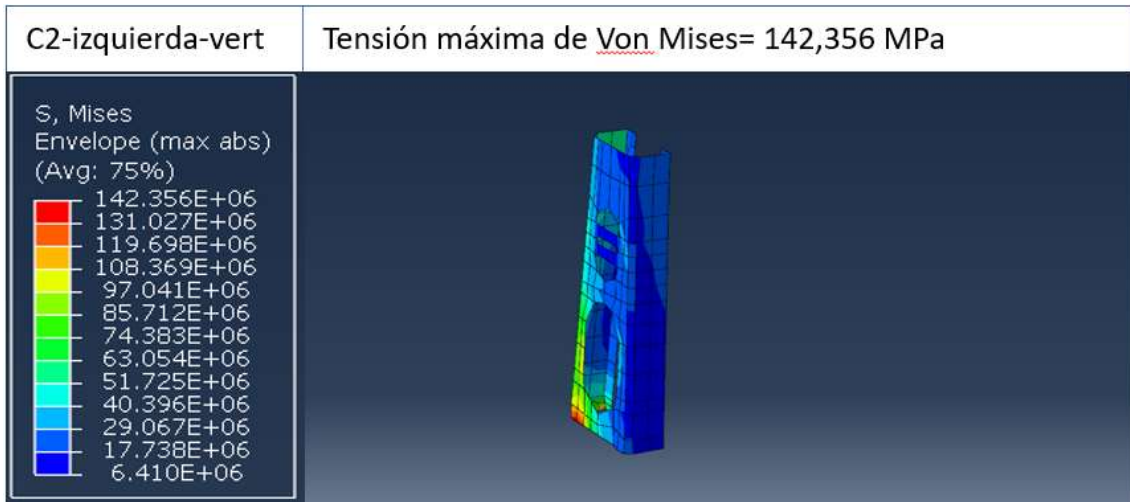 C2-izquierda-vert
Tensión máxima de Von Mises= 142,356 MPa
S, Mises
Envelope (max abs)
(Avg: 75%)
142.356E+06
131.027E+06
119.698E+06
108.369E+06
97.041E+06
85.712E+06
74.383E+06
63.054E+06
51.725E+06
40.396E+06
29.067E+06
17.738E+06
6.410E+06